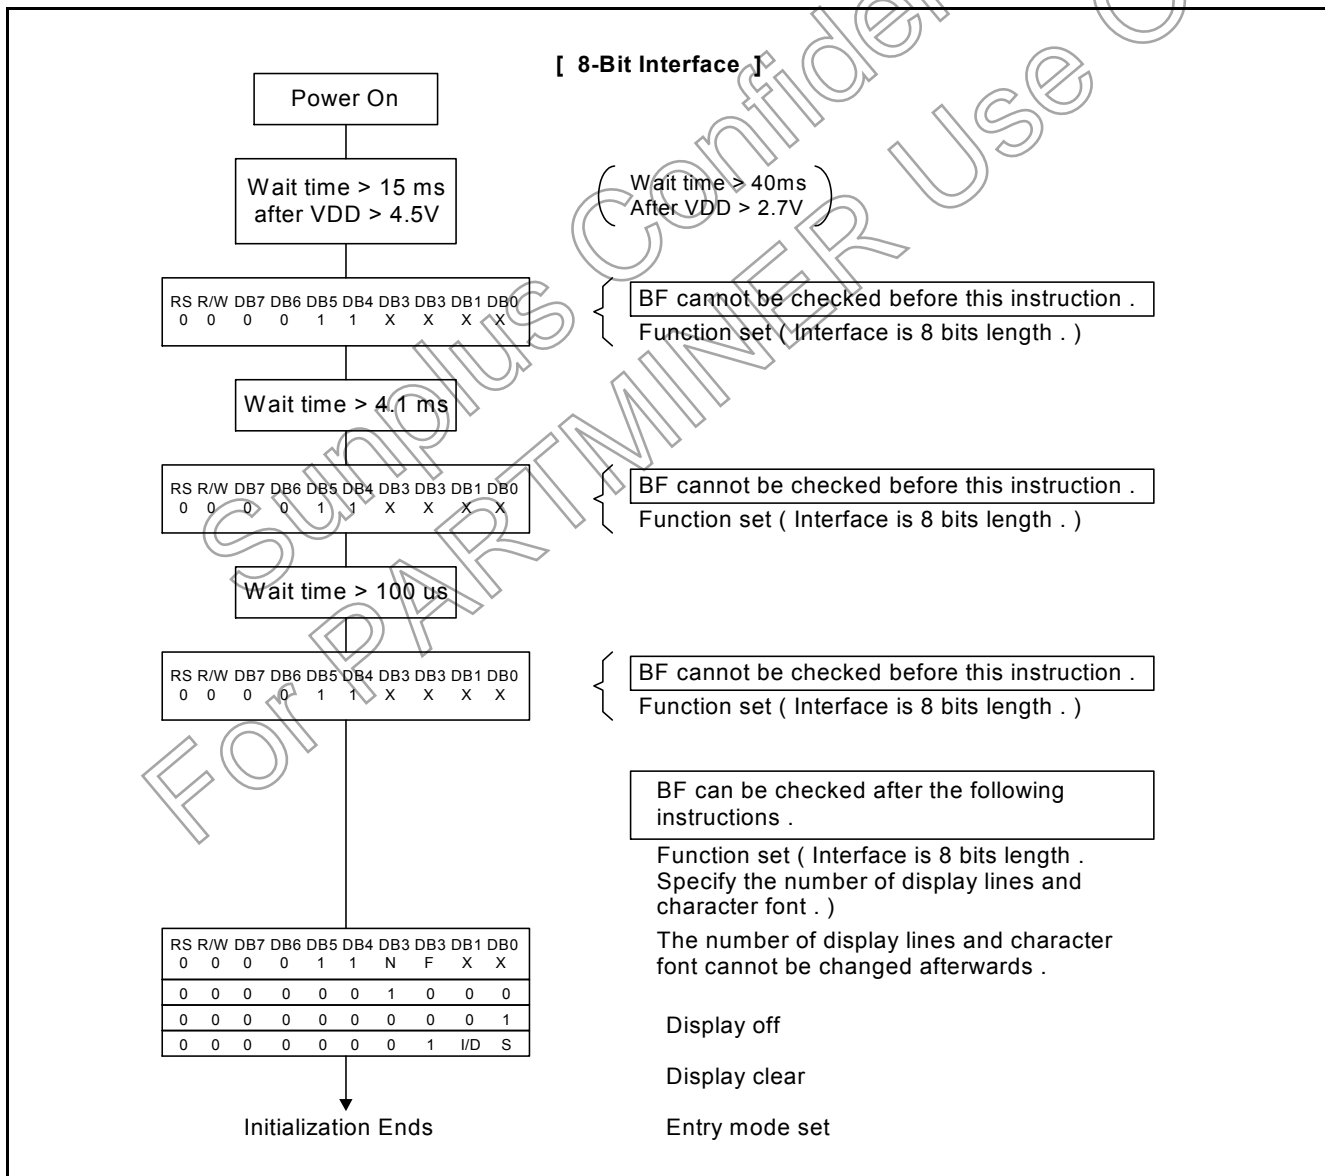 [ 8-Bit Interface ]
Power On
Wait time > 15 ms
after VDD > 4.5V
Wait time > 40ms
After VDD > 2.7V
RS R/W DB7 DB6 DB5 DB4 DB3 DB3 DB1 DB0
0 0 0 0 1 1 X X X X
BF cannot be checked before this instruction .
Function set ( Interface is 8 bits length . )
Wait time > 4.1 ms
RS R/W DB7 DB6 DB5 DB4 DB3 DB3 DB1 DB0
0 0 0 0 1 1 X X X X
BF cannot be checked before this instruction .
Function set ( Interface is 8 bits length . )
Wait time > 100 us
RS R/W DB7 DB6 DB5 DB4 DB3 DB3 DB1 DB0
0 0 0 0 1 1 X X X X
BF cannot be checked before this instruction .
Function set ( Interface is 8 bits length . )
BF can be checked after the following
instructions .
Function set ( Interface is 8 bits length .
Specify the number of display lines and
character font . )
The number of display lines and character
font cannot be changed afterwards .
RS R/W DB7 DB6 DB5 DB4 DB3 DB3 DB1 DB0
0 0 0 0 1 1 N F X X
0 0 0 0 0 0 1 0 0 0
0 0 0 0 0 0 0 0 0 1
0 0 0 0 0 0 0 1 I/D S
Display off
Display clear
Entry mode set
Initialization Ends
Sunplus
For PARTMINER Use